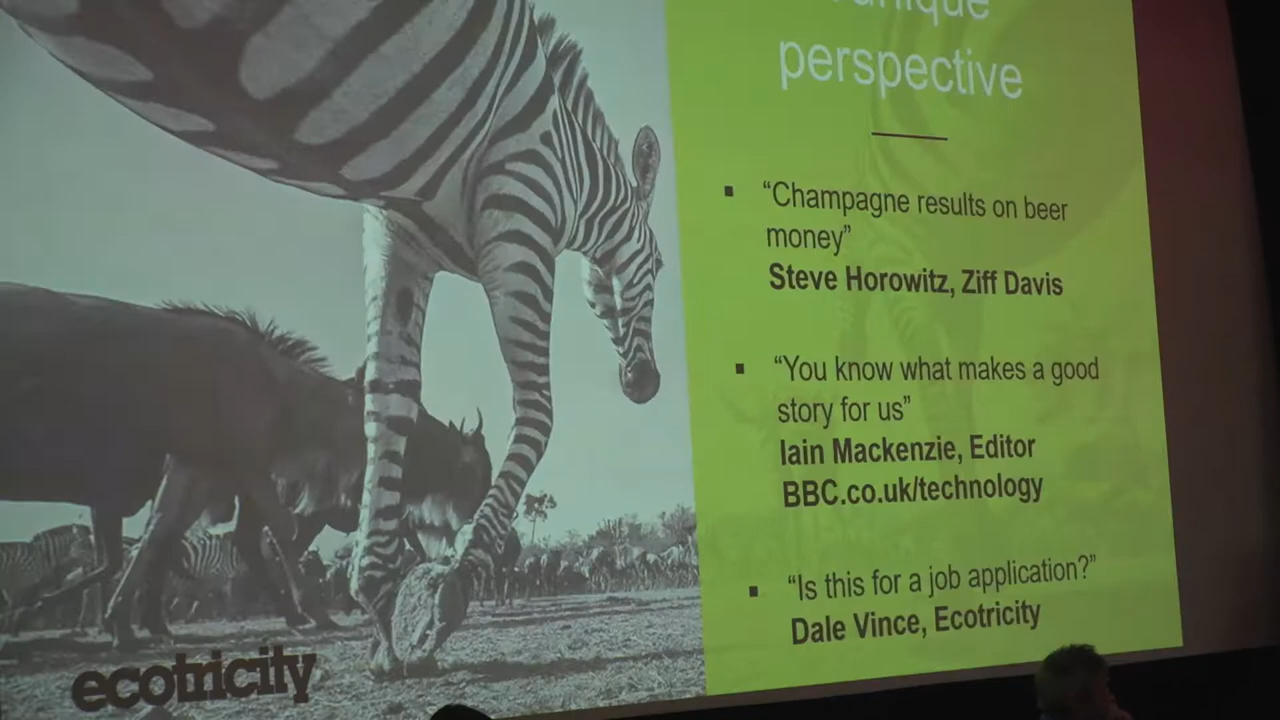 unique
perspective
▪ “Champagne results on beer
money”
Steve Horowitz, Ziff Davis
▪ “You know what makes a good
story for us”
Iain Mackenzie, Editor
BBC.co.uk/technology
▪ “Is this for a job application?”
Dale Vince, Ecotricity
ecotricity